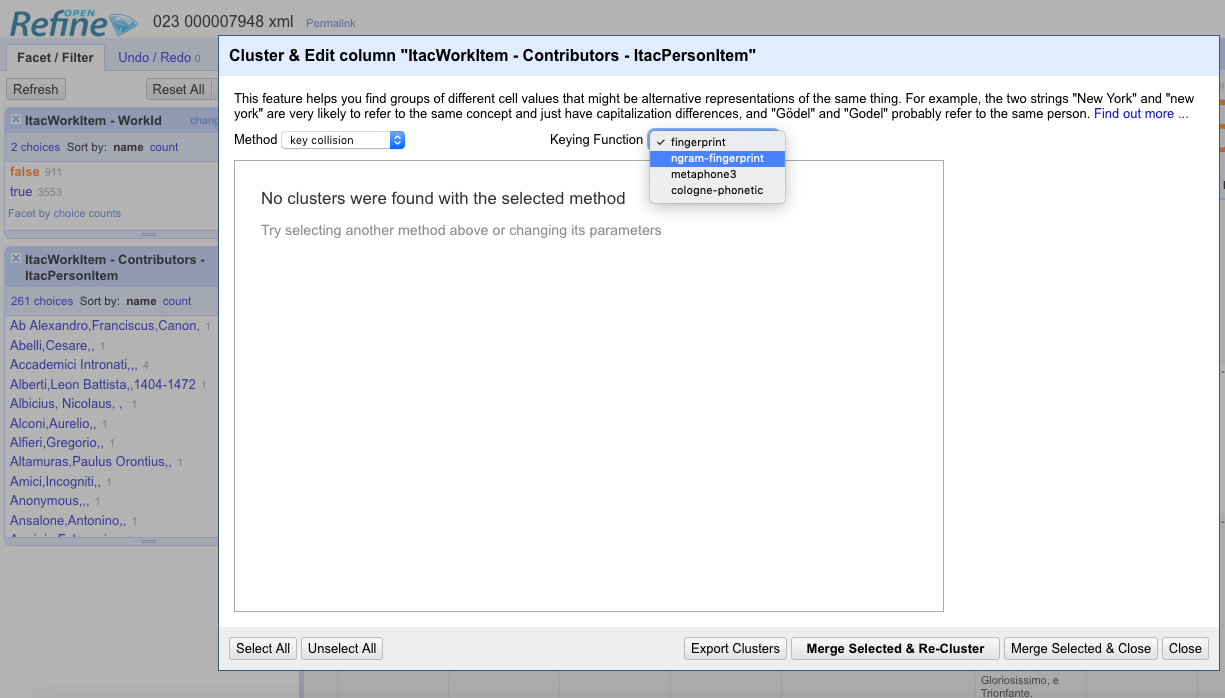 OPEN
Refine
023 000007948 xml Permalink
Facet / Filter
Undo / Redo 0
Refresh
Reset All
ItacWorkItem - WorkId
chang
2 choices Sort by: name count
false 911
true 3553
Facet by choice counts
ItacWorkItem - Contributors -
ItacPersonItem
261 choices Sort by: name count
Ab Alexandro,Franciscus,Canon, 1
Abelli,Cesare,, 1
Accademici Intronati,,, 4
Alberti,Leon Battista,,1404-1472 1
Albicius, Nicolaus, , 1
Alconi,Aurelio,, 1
Alfieri,Gregorio,, 1
Altamuras,Paulus Orontius,, 1
Amici,Incogniti,, 1
Anonymous,,, 1
Ansalone,Antonino,, 1
Cluster & Edit column "ItacWorkItem - Contributors - ItacPersonItem"
This feature helps you find groups of different cell values that might be alternative representations of the same thing. For example, the two strings "New York" and "new
york" are very likely to refer to the same concept and just have capitalization differences, and "Gödel" and "Godel" probably refer to the same person. Find out more ...
Method key collision
Keying Function
✓ fingerprint
ngram-fingerprint
metaphone3
cologne-phonetic
No clusters were found with the selected method
Try selecting another method above or changing its parameters
Select All
Unselect All
Export Clusters
Merge Selected & Re-Cluster
Merge Selected & Close
Close
Gloriosissimo, e
Trionfante.